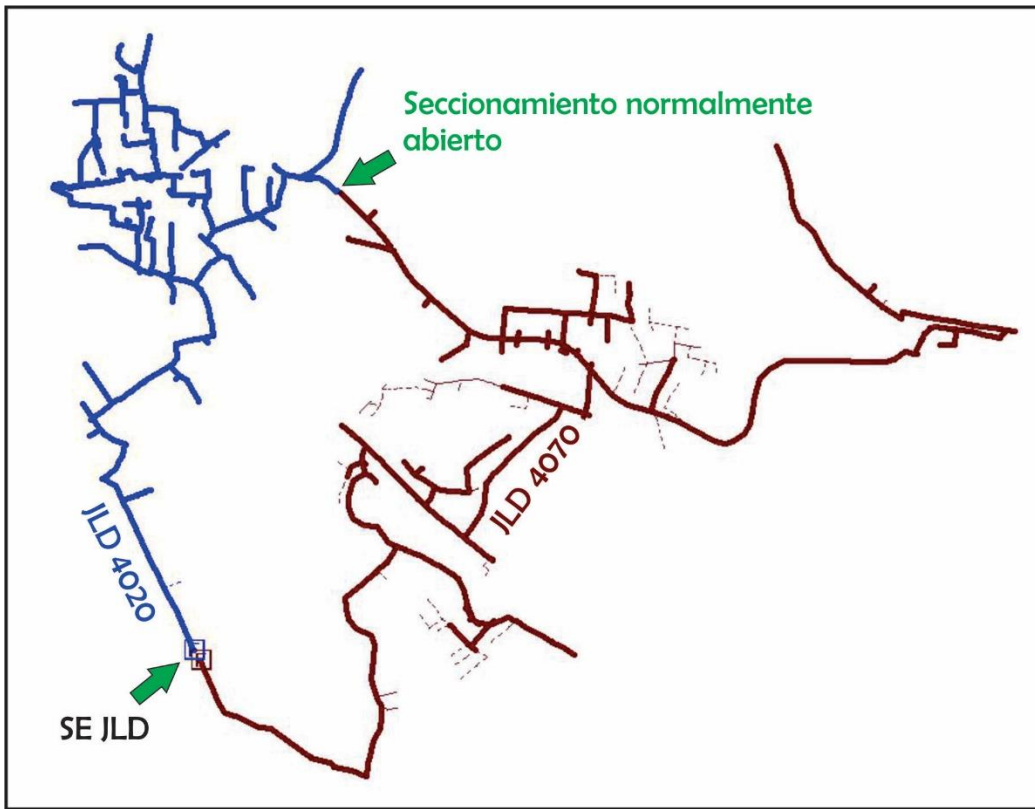 Seccionamiento normalmente
abierto
JLD 4070
JLD 4020
SE JLD